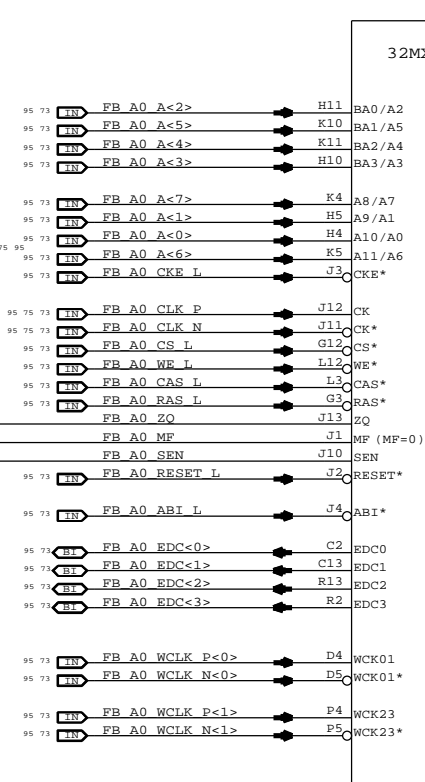 32MX
95 73 IN FB_A0_A<2> H11 BA0/A2
95 73 IN FB_A0_A<5> K10 BA1/A5
95 73 IN FB_A0_A<4> K11 BA2/A4
95 73 IN FB_A0_A<3> H10 BA3/A3
95 73 IN FB_A0_A<7> K4 A8/A7
95 73 IN FB_A0_A<1> H5 A9/A1
95 73 IN FB_A0_A<0> H4 A10/A0
75 95
95 73 IN FB_A0_A<6> K5 A11/A6
95 73 IN FB_A0_CKE_L J3 CKE*
95 75 73 IN FB_A0_CLK_P J12 CK
95 75 73 IN FB_A0_CLK_N J11 CK*
95 73 IN FB_A0_CS_L G12 CS*
95 73 IN FB_A0_WE_L L12 WE*
95 73 IN FB_A0_CAS_L L3 CAS*
95 73 IN FB_A0_RAS_L G3 RAS*
FB_A0_ZQ J13 ZQ
FB_A0_MF J1 MF (MF=0)
FB_A0_SEN J10 SEN
95 73 IN FB_A0_RESET_L J2 RESET*
95 73 IN FB_A0_ABI_L J4 ABI*
95 73 BI FB_A0_EDC<0> C2 EDC0
95 73 BI FB_A0_EDC<1> C13 EDC1
95 73 BI FB_A0_EDC<2> R13 EDC2
95 73 BI FB_A0_EDC<3> R2 EDC3
95 73 IN FB_A0_WCLK_P<0> D4 WCK01
95 73 IN FB_A0_WCLK_N<0> D5 WCK01*
95 73 IN FB_A0_WCLK_P<1> P4 WCK23
95 73 IN FB_A0_WCLK_N<1> P5 WCK23*